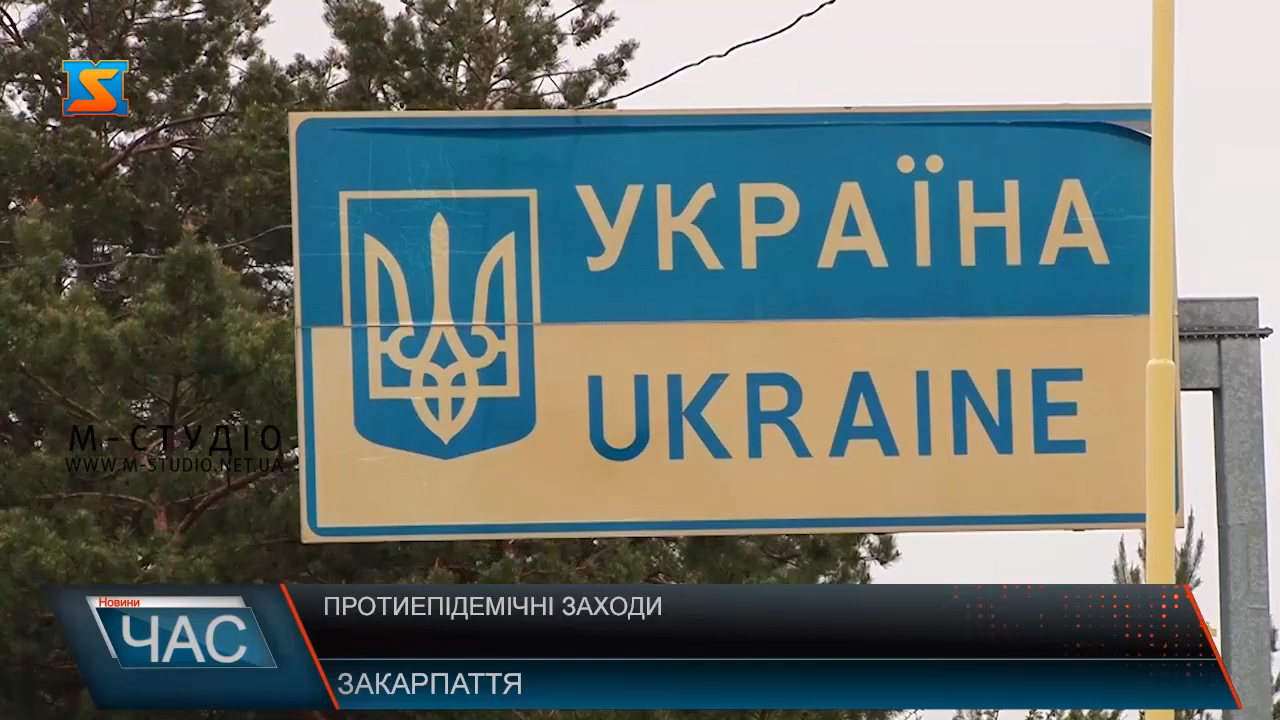 УКРАЇНА
UKRAINE
М-СТУДІО
WWW.M-STUDIO.NET.UA
Новини
ЧАС
ПРОТИЕПІДЕМІЧНІ ЗАХОДИ
ЗАКАРПАТТЯ